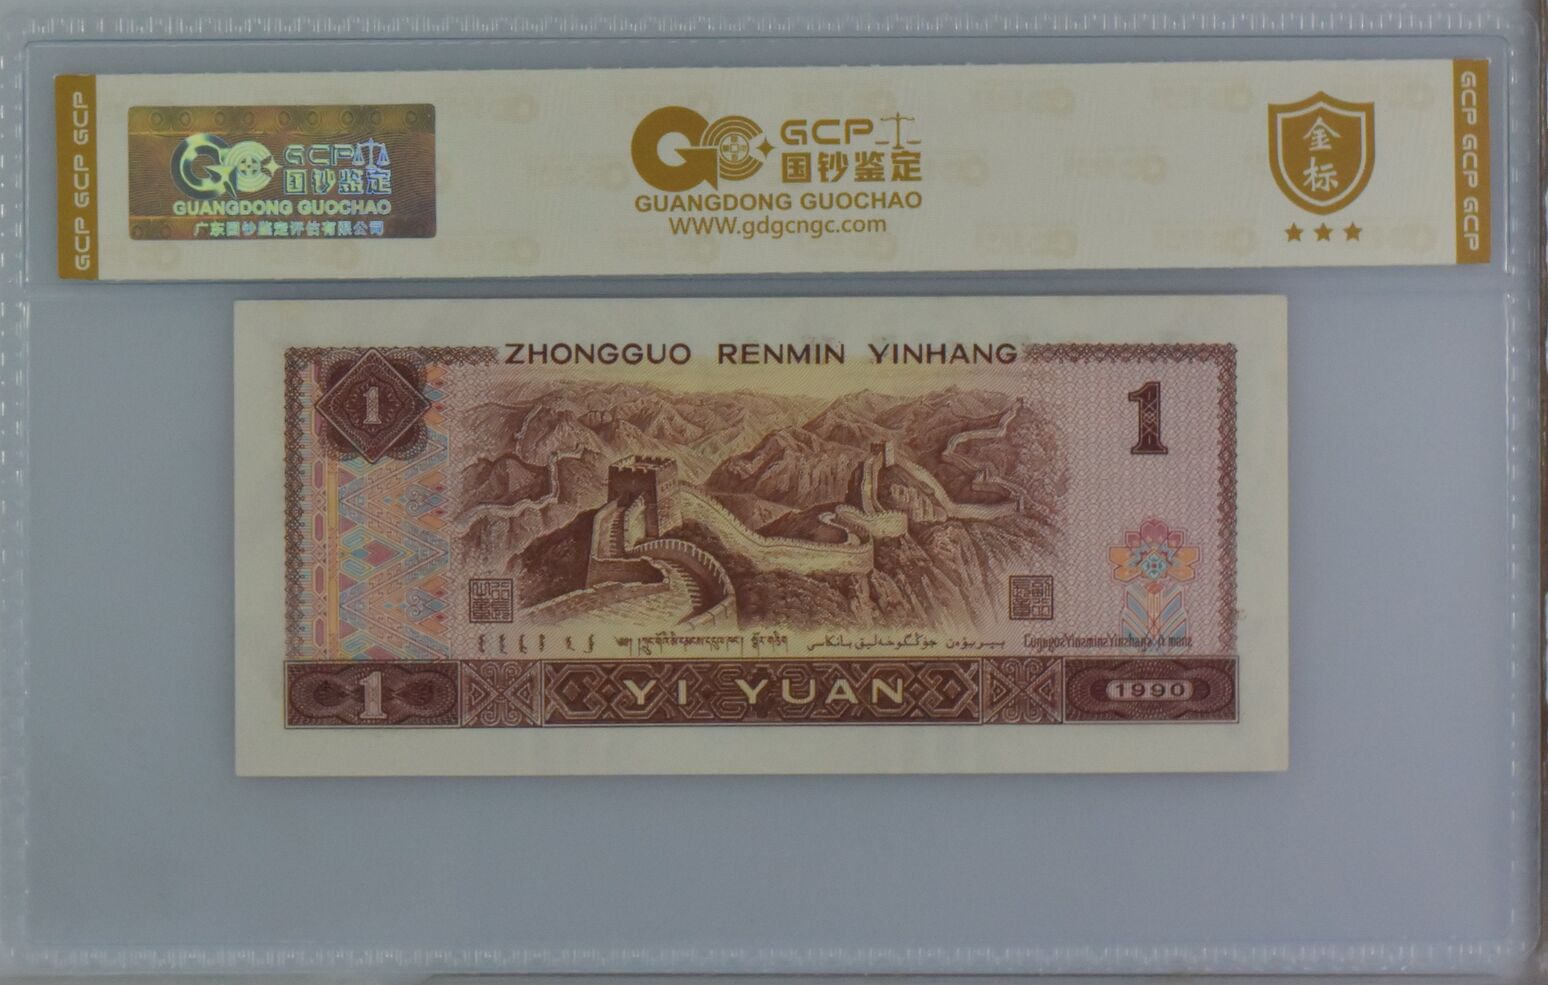 GCP GCP GCP
GCP
国钞鉴定
GUANGDONG GUOCHAO
广东国钞鉴定评估有限公司
GCP
国钞鉴定
GUANGDONG GUOCHAO
WWW.gdgcngc.com
金标
GCP GCP GCP
ZHONGGUO RENMIN YINHANG
1
1
1
YI YUAN
1990